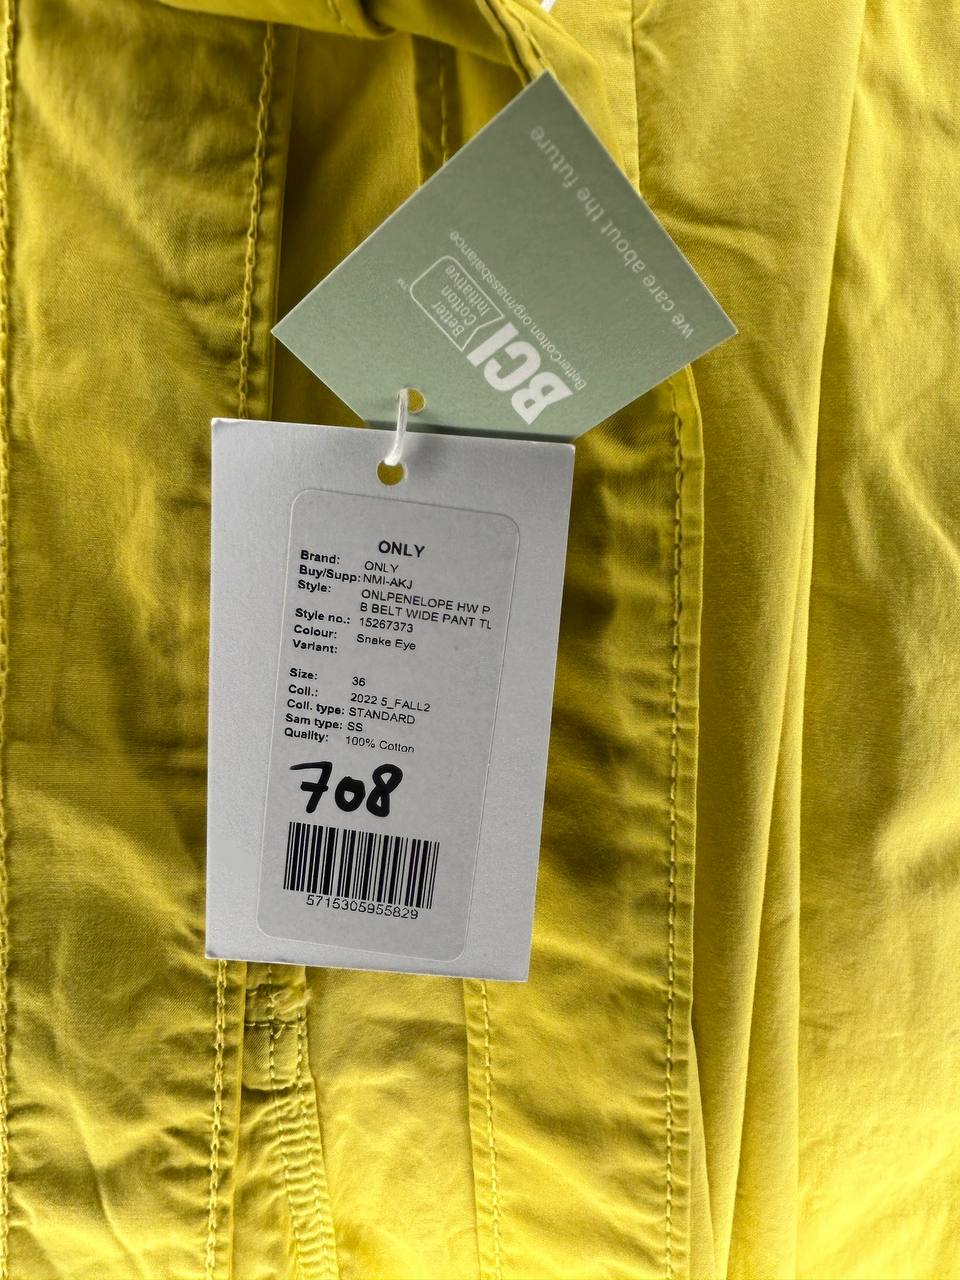 we care about the future
BetterCotton.org/massbalance
BCI
Better
Cotton
Initiative
TM
ONLY
Brand: ONLY
Buy/Supp: NMI-AKJ
Style: ONLPENELOPE HW P
B BELT WIDE PANT TL
Style no.: 15267373
Colour: Snake Eye
Variant:
Size: 36
Coll.: 2022 5_FALL2
Coll. type: STANDARD
Sam type: SS
Quality: 100% Cotton
708
5715305955829